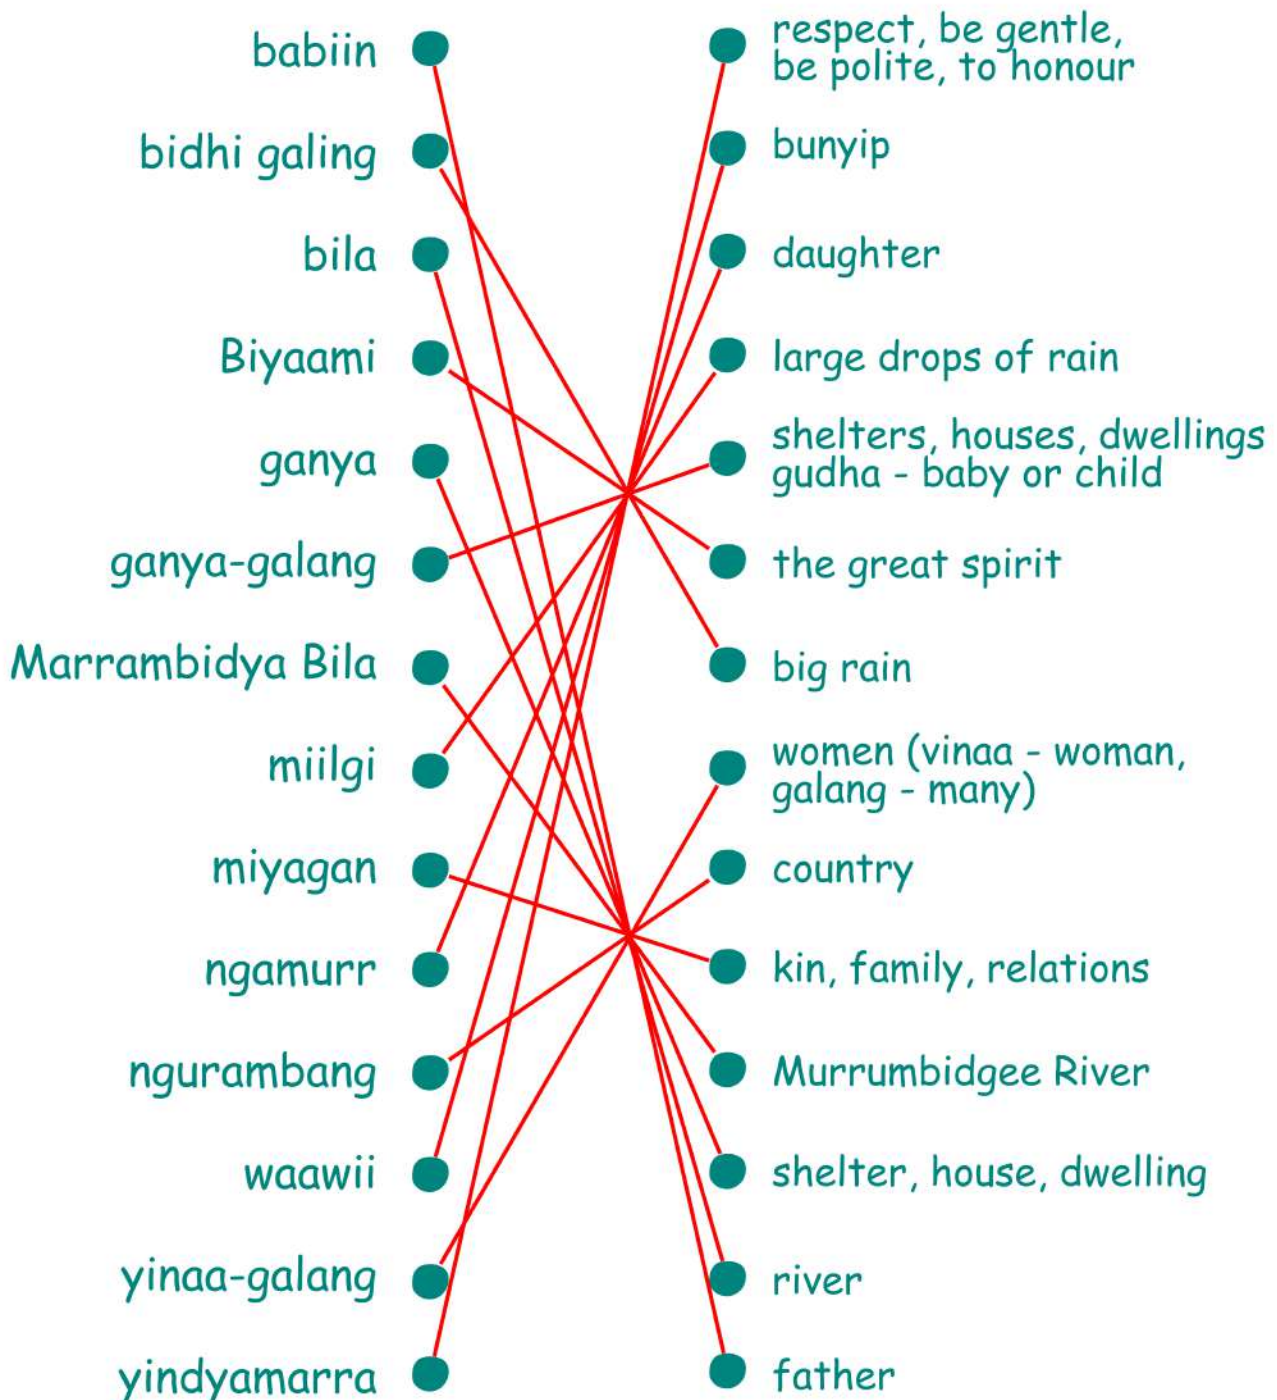 babiin
respect, be gentle,
be polite, to honour
bidhi galing
bunyip
bila
daughter
Biyaami
large drops of rain
ganya
shelters, houses, dwellings
gudha - baby or child
ganya-galang
the great spirit
Marrambidya Bila
big rain
miilgi
women (vinaa - woman,
galang - many)
miyagan
country
ngamurr
kin, family, relations
ngurambang
Murrumbidgee River
waawii
shelter, house, dwelling
yinaa-galang
river
yindyamarra
father